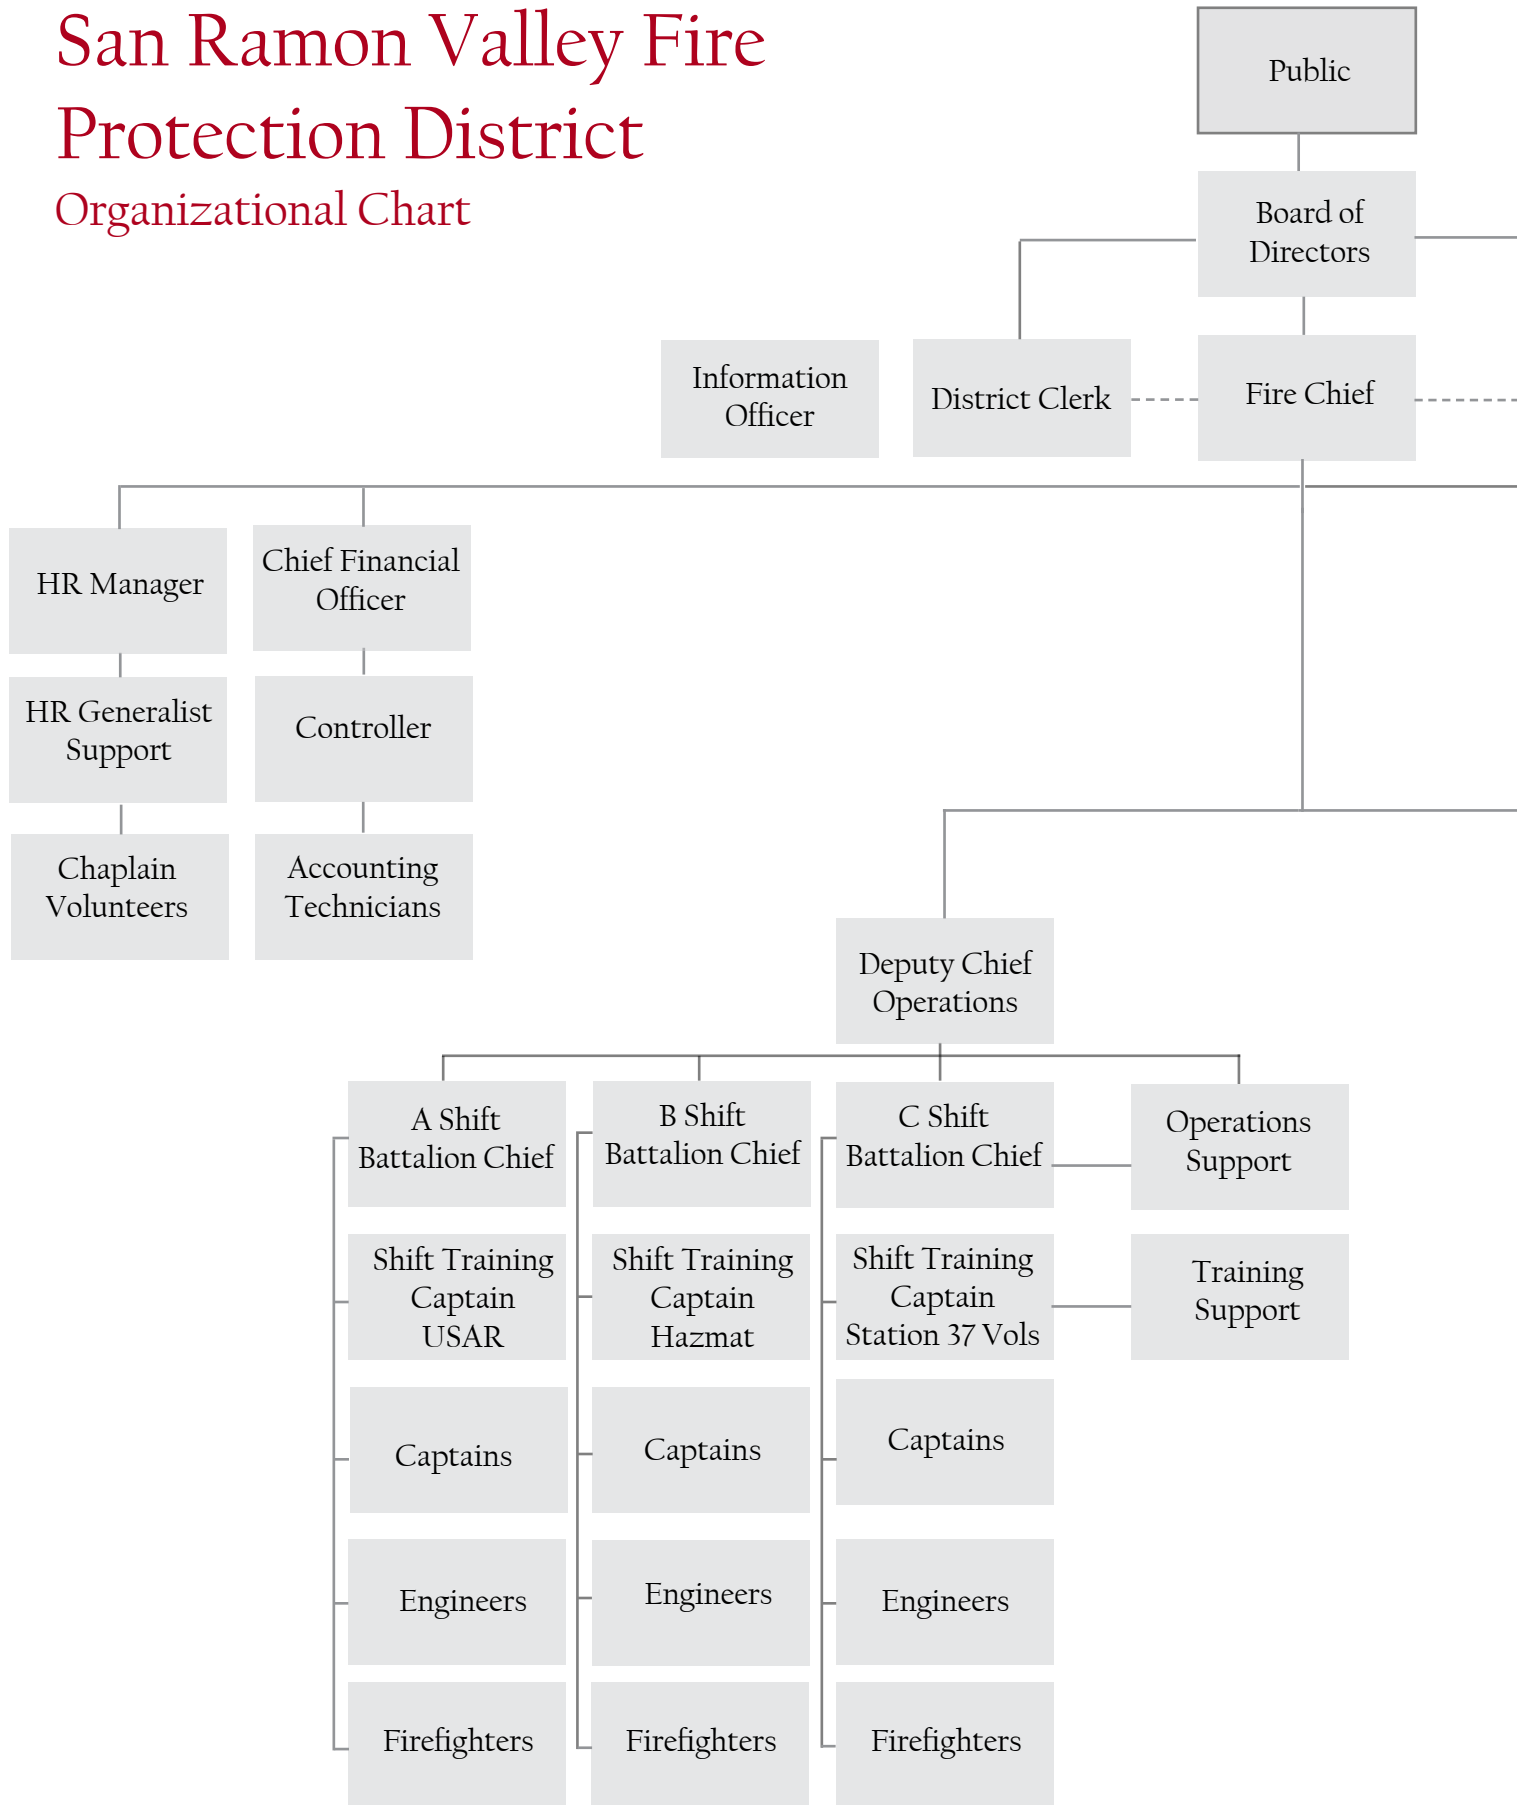 San Ramon Valley Fire
Protection District
Organizational Chart
Public
Board of
Directors
Information
Officer
District Clerk
Fire Chief
HR Manager
Chief Financial
Officer
HR Generalist
Support
Controller
Chaplain
Volunteers
Accounting
Technicians
Deputy Chief
Operations
A Shift
Battalion Chief
B Shift
Battalion Chief
C Shift
Battalion Chief
Operations
Support
Shift Training
Captain
USAR
Shift Training
Captain
Hazmat
Shift Training
Captain
Station 37 Vols
Training
Support
Captains
Captains
Captains
Engineers
Engineers
Engineers
Firefighters
Firefighters
Firefighters